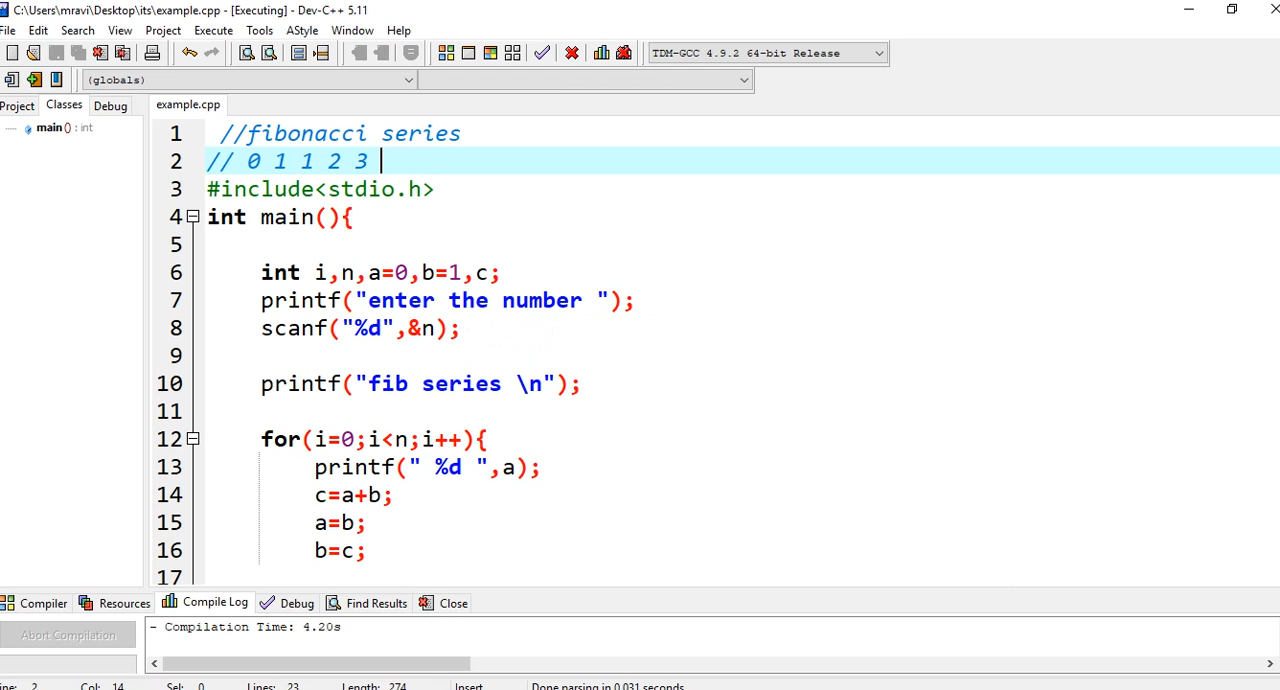 C:\Users\mravi\Desktop\its\example.cpp - [Executing] - Dev-C++ 5.11
File Edit Search View Project Execute Tools AStyle Window Help
TDM-GCC 4.9.2 64-bit Release
(globals)
Project Classes Debug example.cpp
main () : int
1 //fibonacci series
2 // 0 1 1 2 3
3 #include<stdio.h>
4 int main(){
5
6 int i,n,a=0,b=1,c;
7 printf("enter the number ");
8 scanf("%d",&n);
9
10 printf("fib series \n");
11
12 for(i=0;i<n;i++){
13 printf(" %d ",a);
14 c=a+b;
15 a=b;
16 b=c;
17
Compiler Resources Compile Log Debug Find Results Close
- Compilation Time: 4.20s
Abort Compilation
ine: 2 Col: 14 Sel: 0 Lines: 23 Length: 274 Insert Done parsing in 0.031 seconds